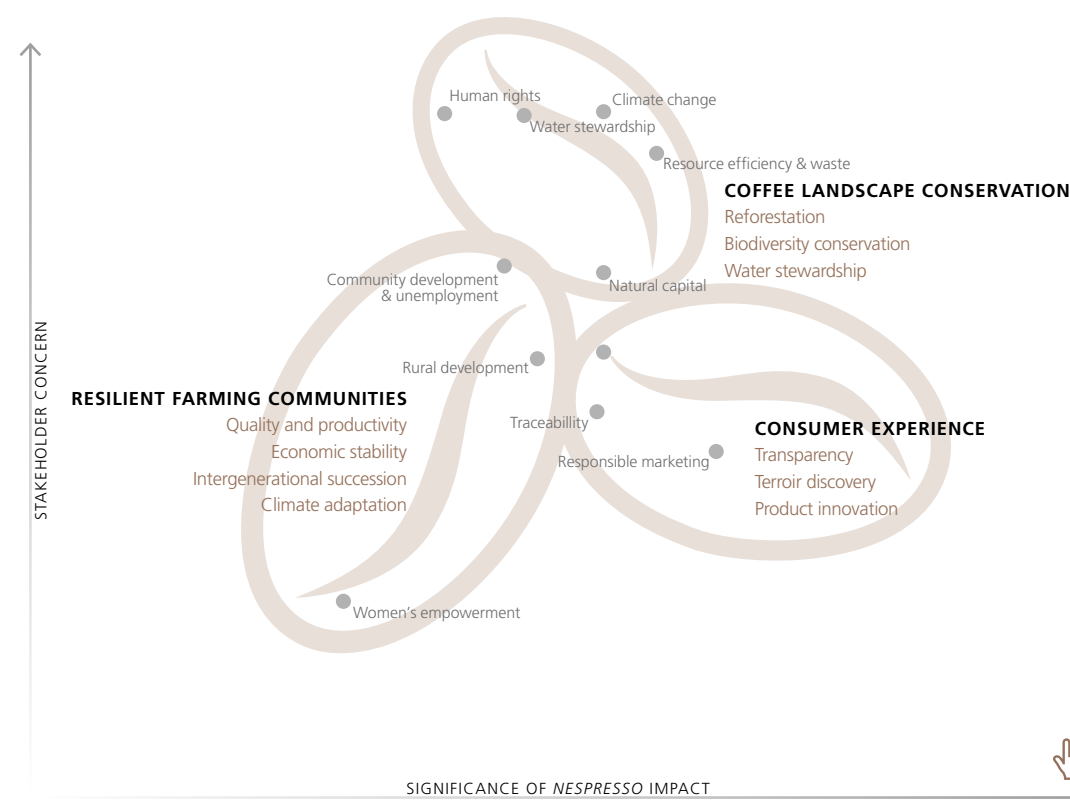 Human rights
Climate change
Water stewardship
Resource efficiency & waste
COFFEE LANDSCAPE CONSERVATION
Reforestation
Biodiversity conservation
Water stewardship
Community development
& unemployment
Natural capital
Rural development
RESILIENT FARMING COMMUNITIES
Quality and productivity
Economic stability
Intergenerational succession
Climate adaptation
Traceabillity
Responsible marketing
CONSUMER EXPERIENCE
Transparency
Terroir discovery
Product innovation
Women's empowerment
STAKEHOLDER CONCERN
SIGNIFICANCE OF NESPRESSO IMPACT